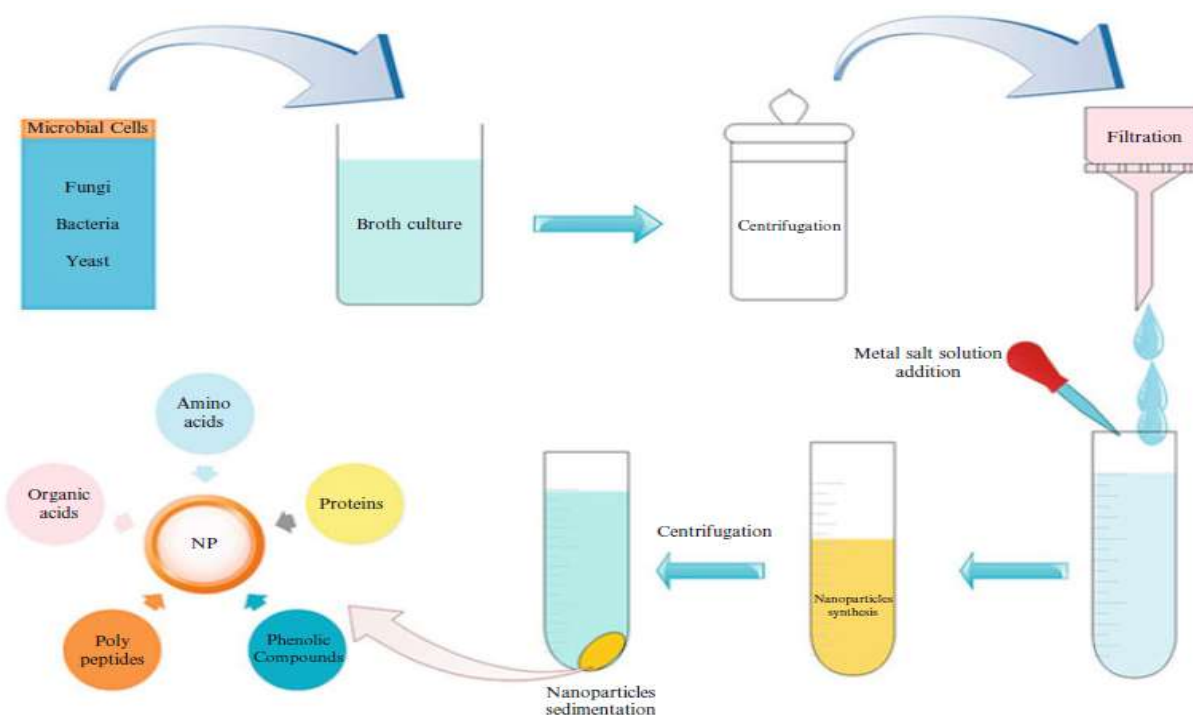 Microbial Cells
Fungi
Bacteria
Yeast
Broth culture
Centrifugation
Filtration
Metal salt solution
addition
Nanoparticles
synthesis
Centrifugation
Nanoparticles
sedimentation
Amino
acids
Organic
acids
Proteins
NP
Poly
peptides
Phenolic
Compounds